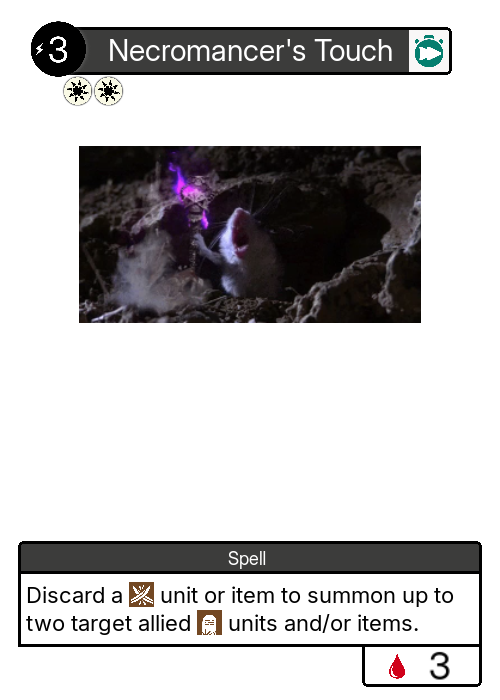 3
Necromancer's Touch
Spell
Discard a unit or item to summon up to
two target allied units and/or items.
3